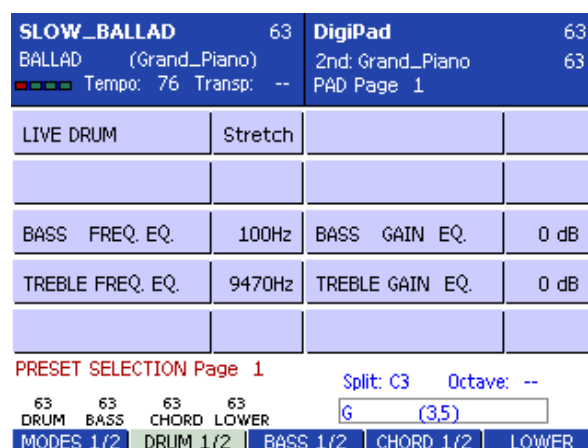 SLOW_BALLAD 63 DigiPad 63
BALLAD (Grand_Piano) 2nd: Grand_Piano 63
Tempo: 76 Transp: -- PAD Page 1
LIVE DRUM Stretch
BASS FREQ. EQ. 100Hz BASS GAIN EQ. 0 dB
TREBLE FREQ. EQ. 9470Hz TREBLE GAIN EQ. 0 dB
PRESET SELECTION Page 1
Split: C3 Octave: --
63 63 63 63
DRUM BASS CHORD LOWER
G (3,5)
MODES 1/2 DRUM 1/2 BASS 1/2 CHORD 1/2 LOWER